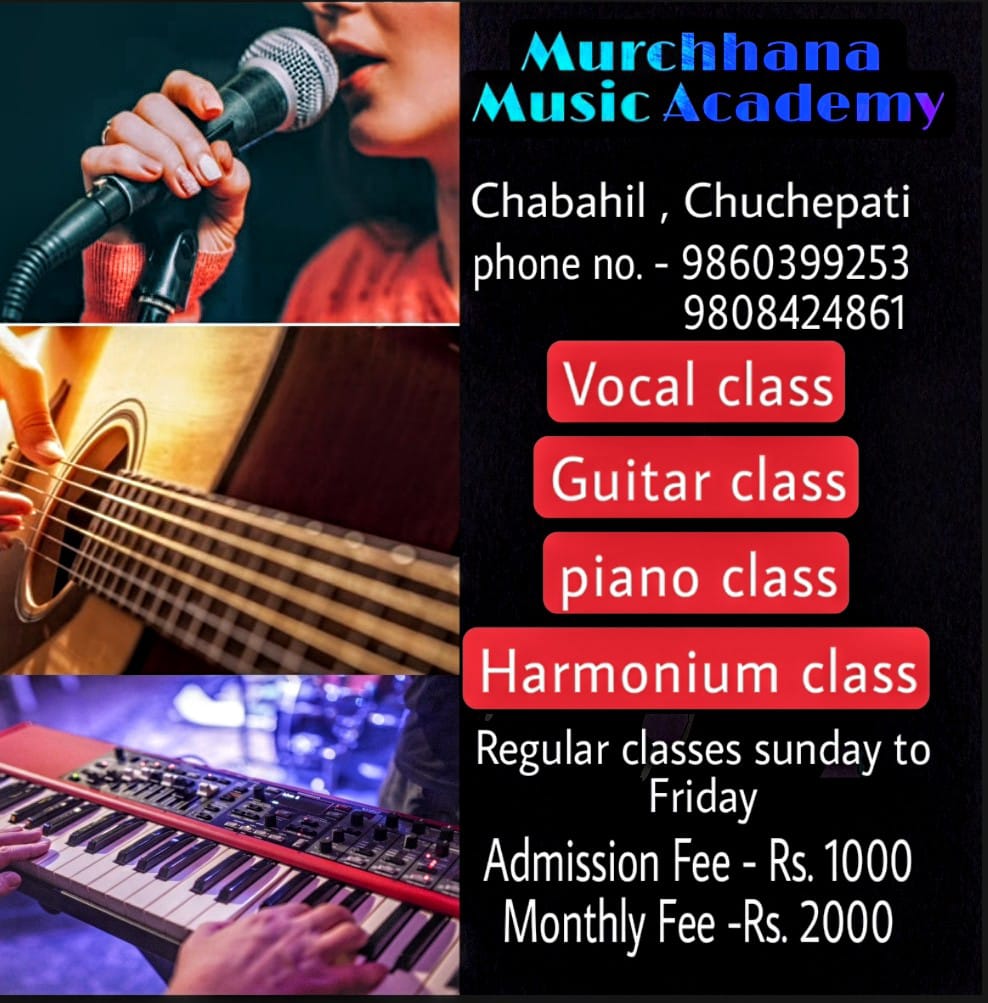 Murchhana
Music Academy
Chabahil , Chuchepati
phone no. - 9860399253
9808424861
Vocal class
Guitar class
piano class
Harmonium class
Regular classes sunday to
Friday
Admission Fee - Rs. 1000
Monthly Fee -Rs. 2000